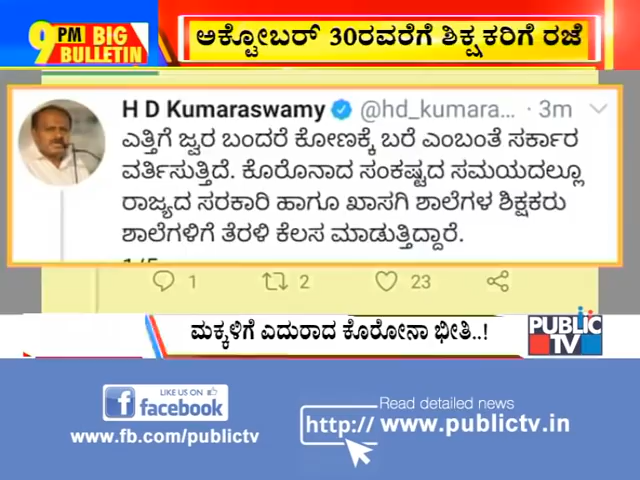 9 PM BIG BULLETIN
ಅಕ್ಟೋಬರ್ 30ರವರೆಗೆ ಶಿಕ್ಷಕರಿಗೆ ರಜೆ
H D Kumaraswamy @hd_kumara... · 3m
ಎತ್ತಿಗೆ ಜ್ವರ ಬಂದರೆ ಕೋಣಕ್ಕೆ ಬರೆ ಎಂಬಂತೆ ಸರ್ಕಾರ
ವರ್ತಿಸುತ್ತಿದೆ. ಕೊರೊನಾದ ಸಂಕಷ್ಟದ ಸಮಯದಲ್ಲೂ
ರಾಜ್ಯದ ಸರಕಾರಿ ಹಾಗೂ ಖಾಸಗಿ ಶಾಲೆಗಳ ಶಿಕ್ಷಕರು
ಶಾಲೆಗಳಿಗೆ ತೆರಳಿ ಕೆಲಸ ಮಾಡುತ್ತಿದ್ದಾರೆ.
1 2 23
ಮಕ್ಕಳಿಗೆ ಎದುರಾದ ಕೊರೋನಾ ಭೀತಿ..!
PUBLIC
TV
LIKE US ON
facebook
www.fb.com/publictv
Read detailed news
http:// www.publictv.in